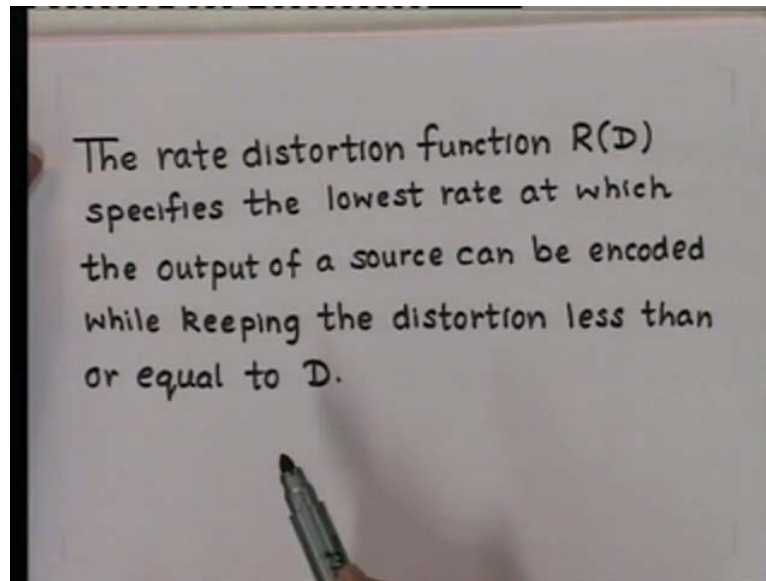 The rate distortion function R(D)
specifies the lowest rate at which
the output of a source can be encoded
while keeping the distortion less than
or equal to D.